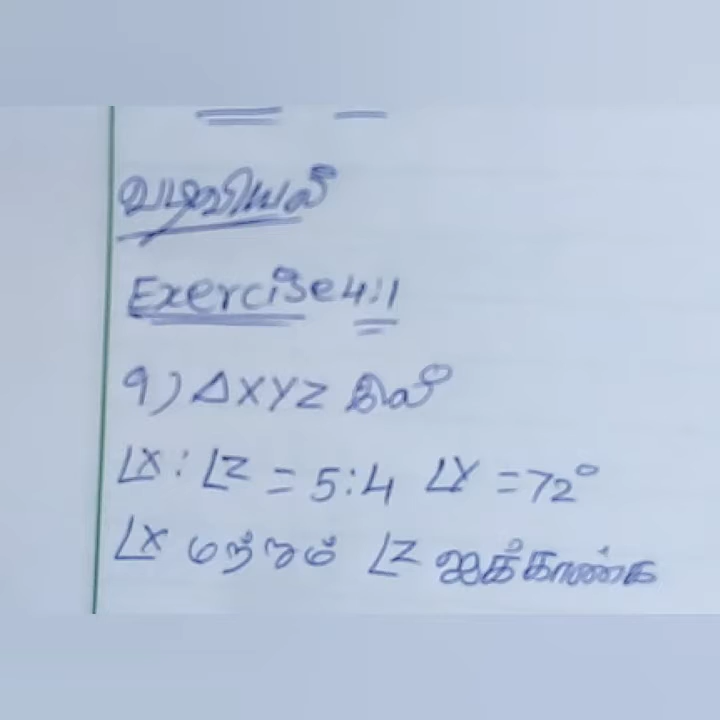 வடிவியல்
Exercise 4:1
9) ΔXYZ இல்
∠X : ∠Z = 5:4 ∠Y = 72°
∠X மற்றும் ∠Z ஐக்காண்க